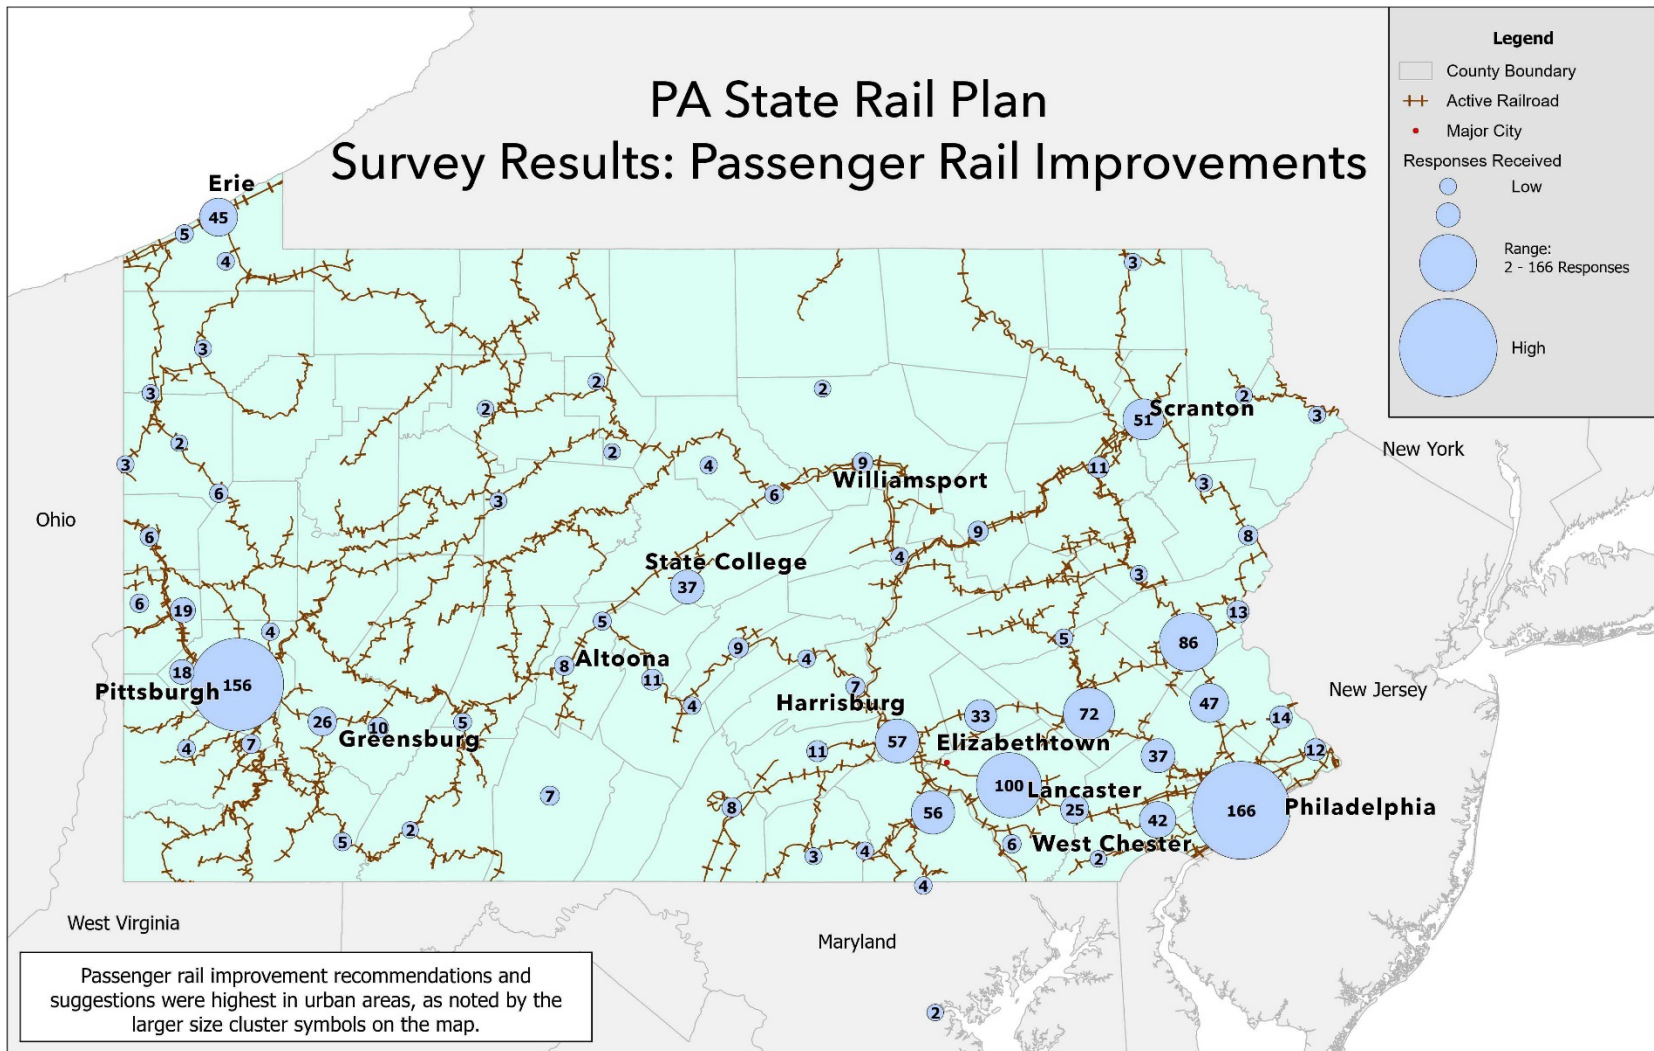 PA State Rail Plan
Survey Results: Passenger Rail Improvements
Legend
County Boundary
Active Railroad
Major City
Responses Received
Low
Range:
2 - 166 Responses
High
Erie
45
5
4
3
3
3
2
3
6
2
2
2
2
4
3
6
9
Williamsport
Scranton
51
2
3
11
3
New York
Ohio
6
6
19
4
18
Pittsburgh
156
26
10
Greensburg
4
7
5
State College
37
9
4
8
3
13
5
86
5
8
Altoona
11
9
4
4
7
Harrisburg
57
33
72
47
14
12
New Jersey
Elizabethtown
11
37
100
Lancaster
25
42
166
Philadelphia
7
8
56
6
West Chester
2
5
2
3
4
4
West Virginia
Maryland
2
Passenger rail improvement recommendations and
suggestions were highest in urban areas, as noted by the
larger size cluster symbols on the map.